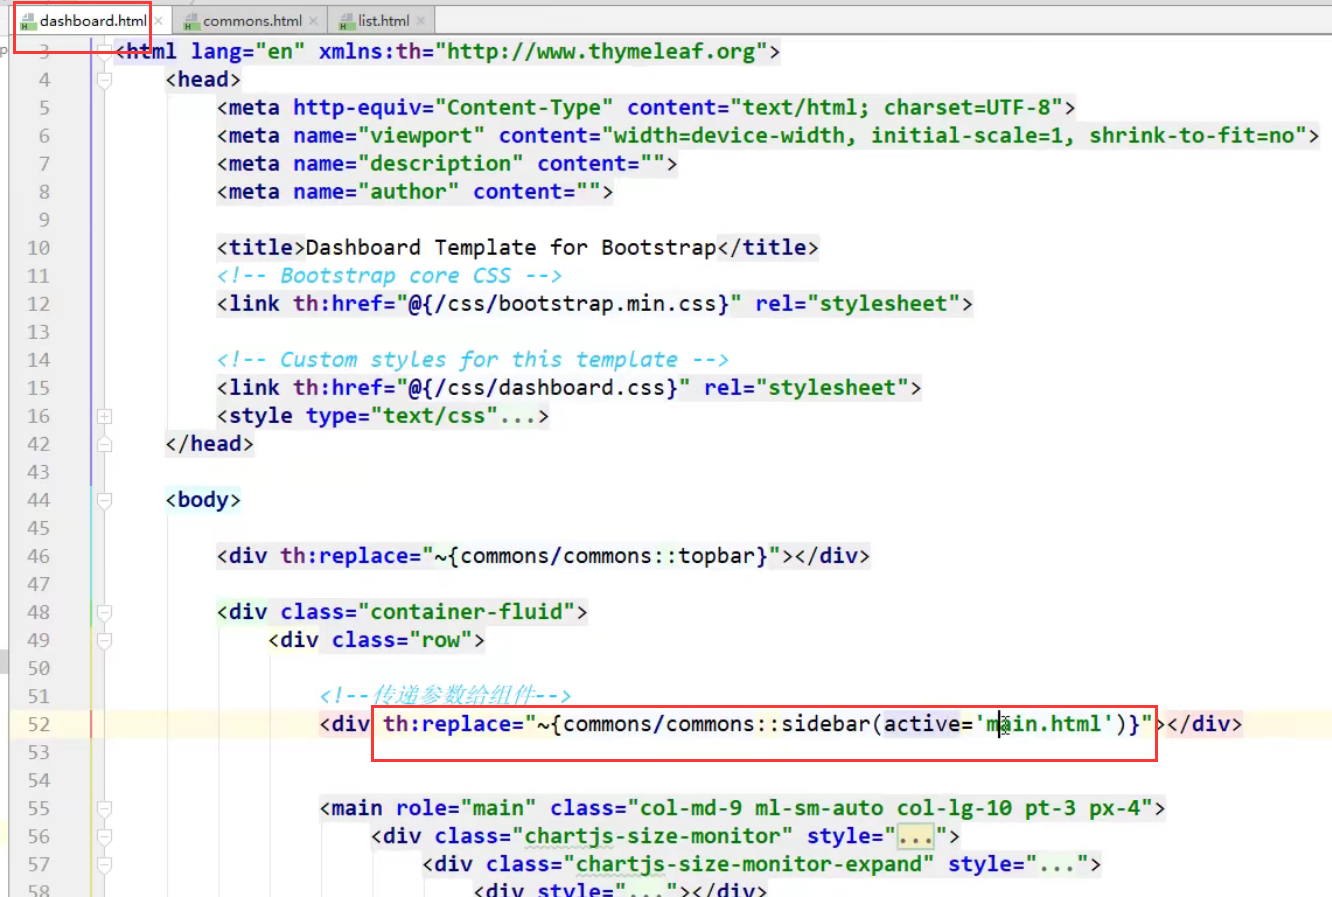 dashboard.html commons.html list.html
3 <html lang="en" xmlns:th="http://www.thymeleaf.org">
4 <head>
5 <meta http-equiv="Content-Type" content="text/html; charset=UTF-8">
6 <meta name="viewport" content="width=device-width, initial-scale=1, shrink-to-fit=no">
7 <meta name="description" content="">
8 <meta name="author" content="">
9
10 <title>Dashboard Template for Bootstrap</title>
11 <!-- Bootstrap core CSS -->
12 <link th:href="@{/css/bootstrap.min.css}" rel="stylesheet">
13
14 <!-- Custom styles for this template -->
15 <link th:href="@{/css/dashboard.css}" rel="stylesheet">
16 <style type="text/css"...>
42 </head>
43
44 <body>
45
46 <div th:replace="~{commons/commons::topbar}"></div>
47
48 <div class="container-fluid">
49 <div class="row">
50
51 <!--传递参数给组件-->
52 <div th:replace="~{commons/commons::sidebar(active='main.html')}"></div>
53
54
55 <main role="main" class="col-md-9 ml-sm-auto col-lg-10 pt-3 px-4">
56 <div class="chartjs-size-monitor" style="...">
57 <div class="chartjs-size-monitor-expand" style="...">
58 <div style="..."></div>